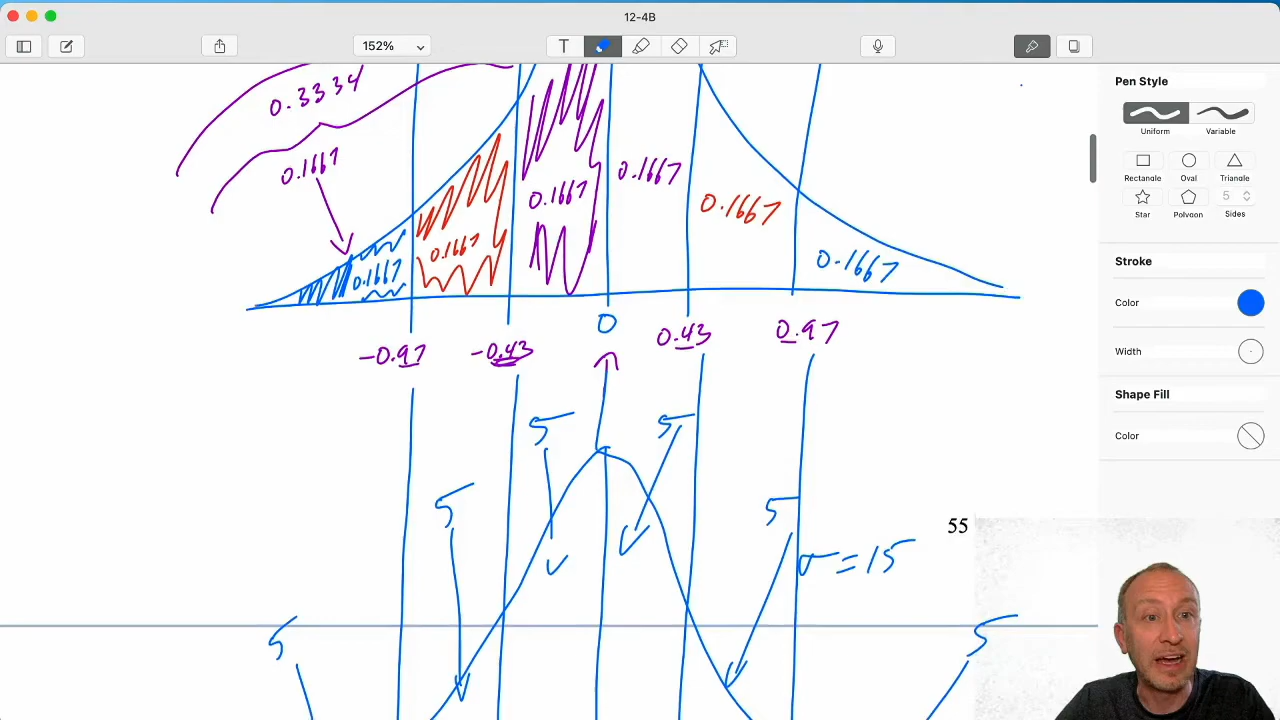 12-4B
152%
T
Pen Style
Uniform
Variable
Rectangle
Oval
Triangle
Star
Polygon
5
Sides
Stroke
Color
Width
Shape Fill
Color
0.3334
0.1667
0.1667
0.1667
0.1667
0.1667
0.1667
0.1667
-0.97
-0.43
0
0.43
0.97
5
5
5
5
σ=15
5
5
55